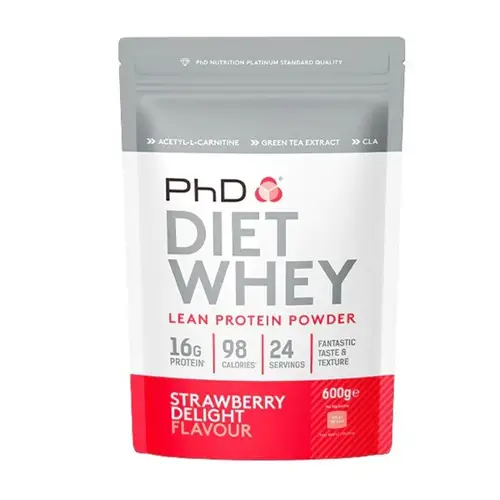 PhD NUTRITION PLATINUM STANDARD QUALITY
>> ACETYL-L-CARNITINE >> GREEN TEA EXTRACT >> CLA
PhD®
DIET
WHEY
LEAN PROTEIN POWDER
16G PROTEIN* 98 CALORIES* 24 SERVINGS FANTASTIC TASTE & TEXTURE
STRAWBERRY
DELIGHT
FLAVOUR
600g℮